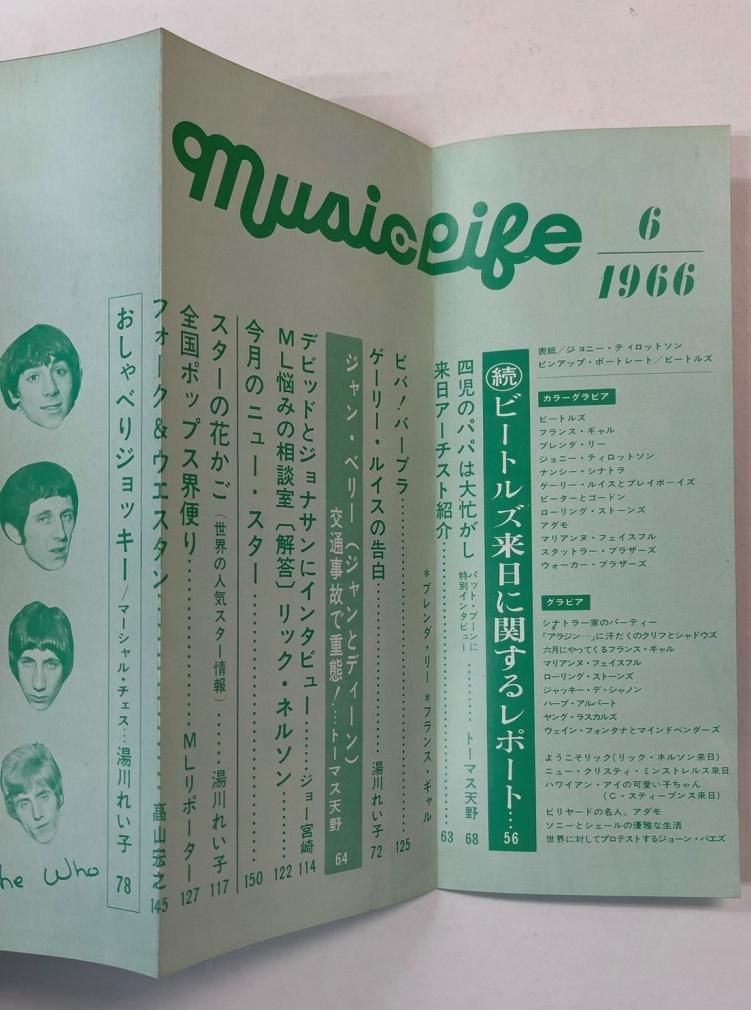 Music Life
6
1966
表紙/ジョニー・ティロットソン
ピンアップ・ポートレート/ビートルズ
カラーグラビア
ビートルズ
フランス・ギャル
ブレンダ・リー
ジョニー・ティロットソン
ナンシー・シナトラ
ゲーリー・ルイスとプレイボーイズ
ピーターとゴードン
ローリング・ストーンズ
アダモ
マリアンヌ・フェイスフル
スタットラー・ブラザーズ
ウォーカー・ブラザーズ
グラビア
シナトラー家のパーティー
「アラジン…」に汗だくのクリフとシャドウズ
六月にやってくるフランス・ギャル
マリアンヌ・フェイスフル
ローリング・ストーンズ
ジャッキー・デ・シャノン
ハーブ・アルパート
ヤング・ラスカルズ
ウェイン・フォンタナとマインドベンダーズ
ようこそリック(リック・ネルソン来日)
ニュー・クリスティ・ミンストレルス来日
ハワイアン・アイの可愛い子ちゃん
(C・スティーブンス来日)
ビリヤードの名人、アダモ
ソニーとシェールの優雅な生活
世界に対してプロテストするジョーン・バエズ
続 ビートルズ来日に関するレポート…56
四児のパパは大忙がし パット・ブーンに特別インタビュー……トーマス天野 68
来日アーチスト紹介……63
*ブレンダ・リー *フランス・ギャル
ビバ!バーブラ……125
ゲーリー・ルイスの告白……湯川れい子 72
ジャン・ベリー(ジャンとディーン)
交通事故で重態!…トーマス天野 64
デビッドとジョナサンにインタビュー……ジョー宮崎 114
ML悩みの相談室〔解答〕リック・ネルソン……122
今月のニュー・スター……150
スターの花かご(世界の人気スター情報)……湯川れい子 117
全国ポップス界便り……MLリポーター 127
フォーク&ウエスタン……高山宏之 145
おしゃべりジョッキー/マーシャル・チェス…湯川れい子 78
he Who